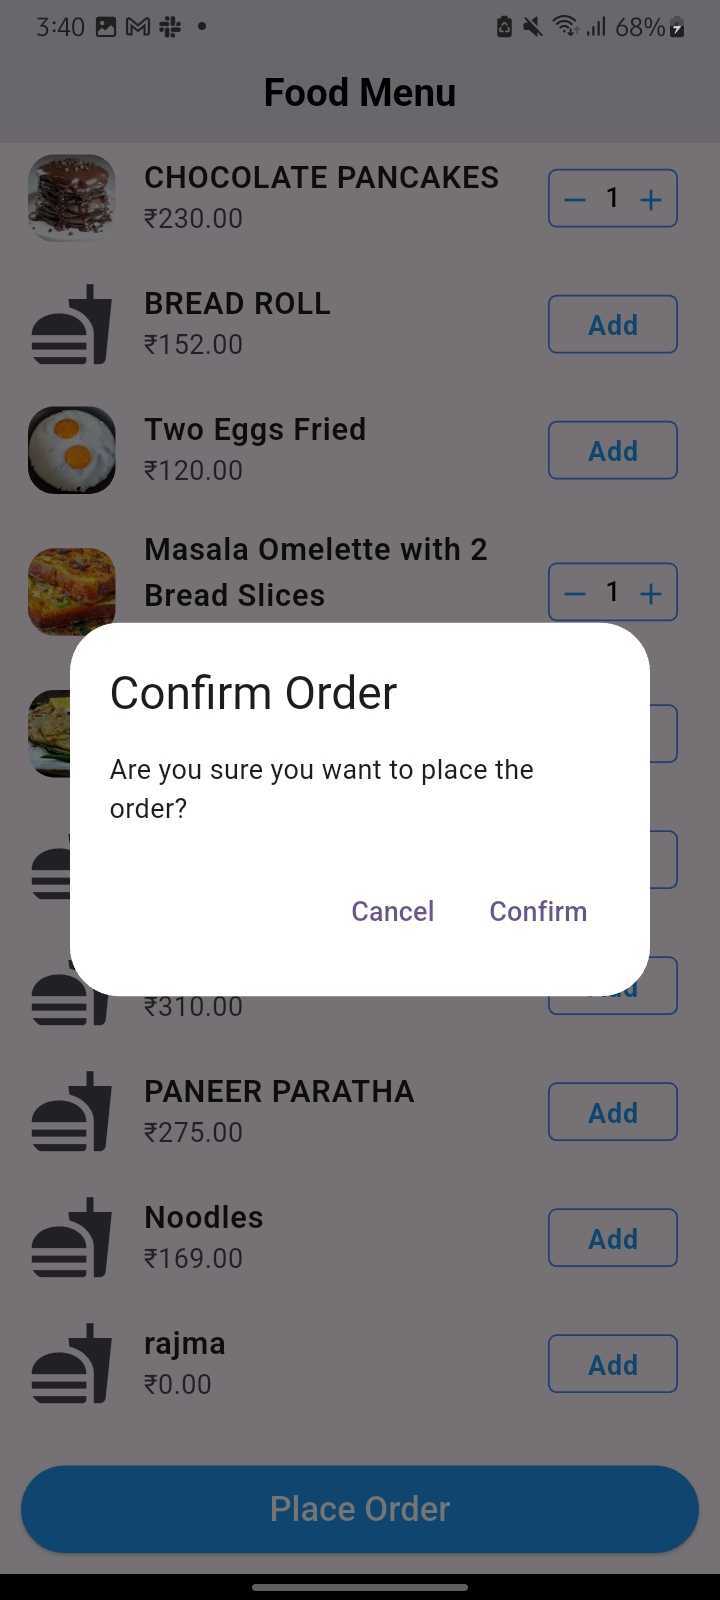 3:40
68%
Food Menu
CHOCOLATE PANCAKES
₹230.00
1
BREAD ROLL
₹152.00
Add
Two Eggs Fried
₹120.00
Add
Masala Omelette with 2
Bread Slices
1
Confirm Order
Are you sure you want to place the
order?
Cancel Confirm
₹310.00
PANEER PARATHA
₹275.00
Add
Noodles
₹169.00
Add
rajma
₹0.00
Add
Place Order